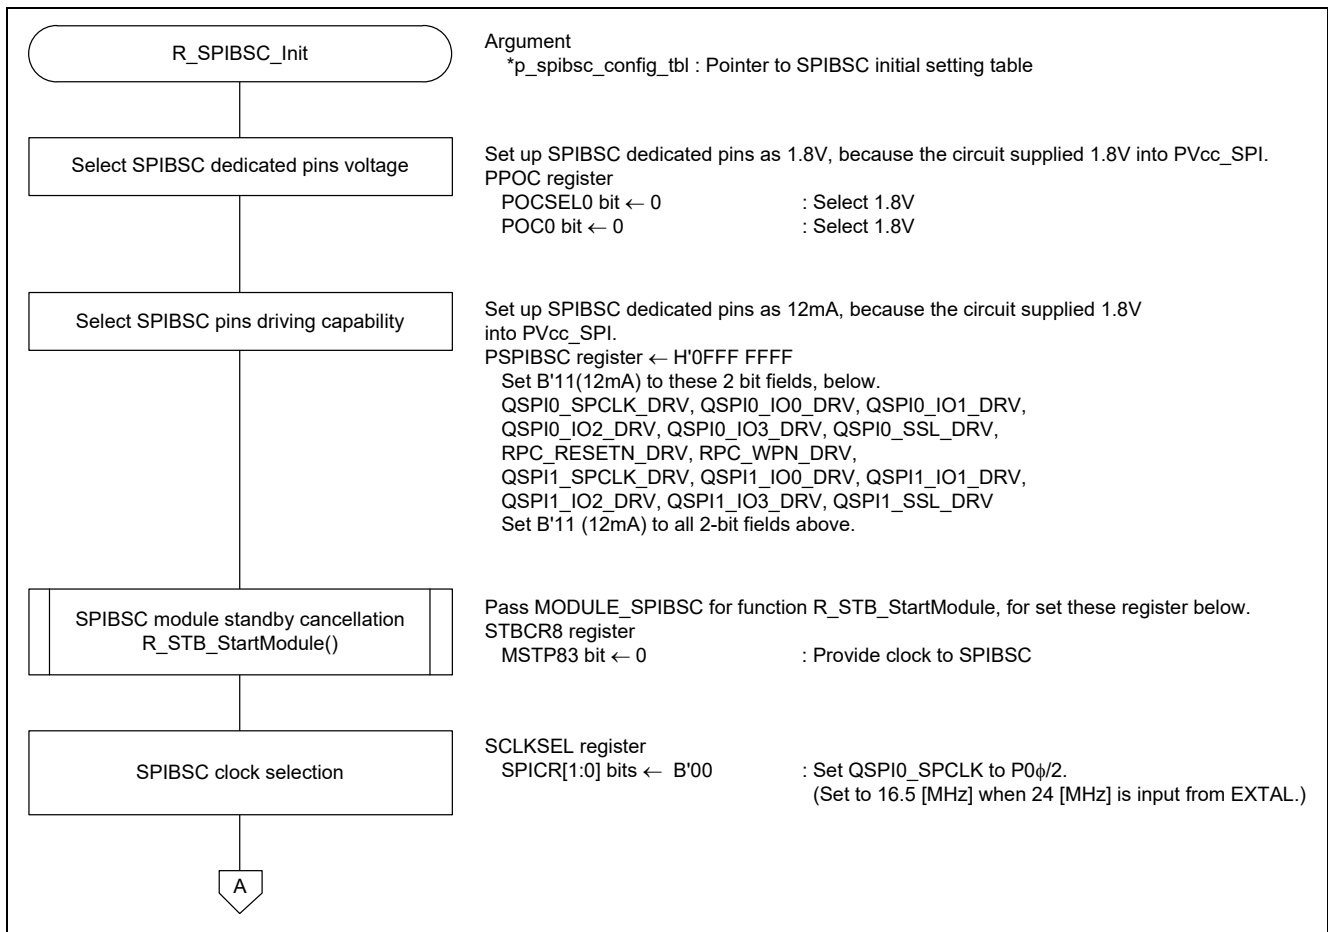 R_SPIBSC_Init
Argument
*p_spibsc_config_tbl : Pointer to SPIBSC initial setting table
Select SPIBSC dedicated pins voltage
Set up SPIBSC dedicated pins as 1.8V, because the circuit supplied 1.8V into PVcc_SPI.
PPOC register
POCSEL0 bit ← 0 : Select 1.8V
POC0 bit ← 0 : Select 1.8V
Select SPIBSC pins driving capability
Set up SPIBSC dedicated pins as 12mA, because the circuit supplied 1.8V
into PVcc_SPI.
PSPIBSC register ← H'0FFF FFFF
Set B'11(12mA) to these 2 bit fields, below.
QSPI0_SPCLK_DRV, QSPI0_IO0_DRV, QSPI0_IO1_DRV,
QSPI0_IO2_DRV, QSPI0_IO3_DRV, QSPI0_SSL_DRV,
RPC_RESETN_DRV, RPC_WPN_DRV,
QSPI1_SPCLK_DRV, QSPI1_IO0_DRV, QSPI1_IO1_DRV,
QSPI1_IO2_DRV, QSPI1_IO3_DRV, QSPI1_SSL_DRV
Set B'11 (12mA) to all 2-bit fields above.
SPIBSC module standby cancellation
R_STB_StartModule()
Pass MODULE_SPIBSC for function R_STB_StartModule, for set these register below.
STBCR8 register
MSTP83 bit ← 0 : Provide clock to SPIBSC
SPIBSC clock selection
SCLKSEL register
SPICR[1:0] bits ← B'00 : Set QSPI0_SPCLK to P0ϕ/2.
(Set to 16.5 [MHz] when 24 [MHz] is input from EXTAL.)
A